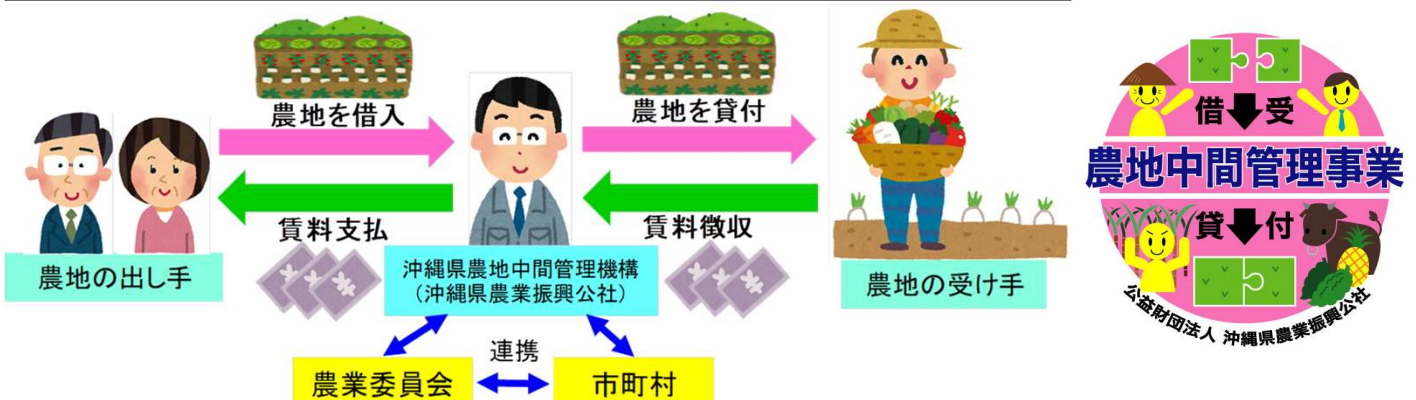 農地を借入
農地を貸付
賃料支払
賃料徴収
農地の出し手
沖縄県農地中間管理機構
（沖縄県農業振興公社）
農地の受け手
連携
農業委員会
市町村
借受
農地中間管理事業
貸付
公益財団法人 沖縄県農業振興公社